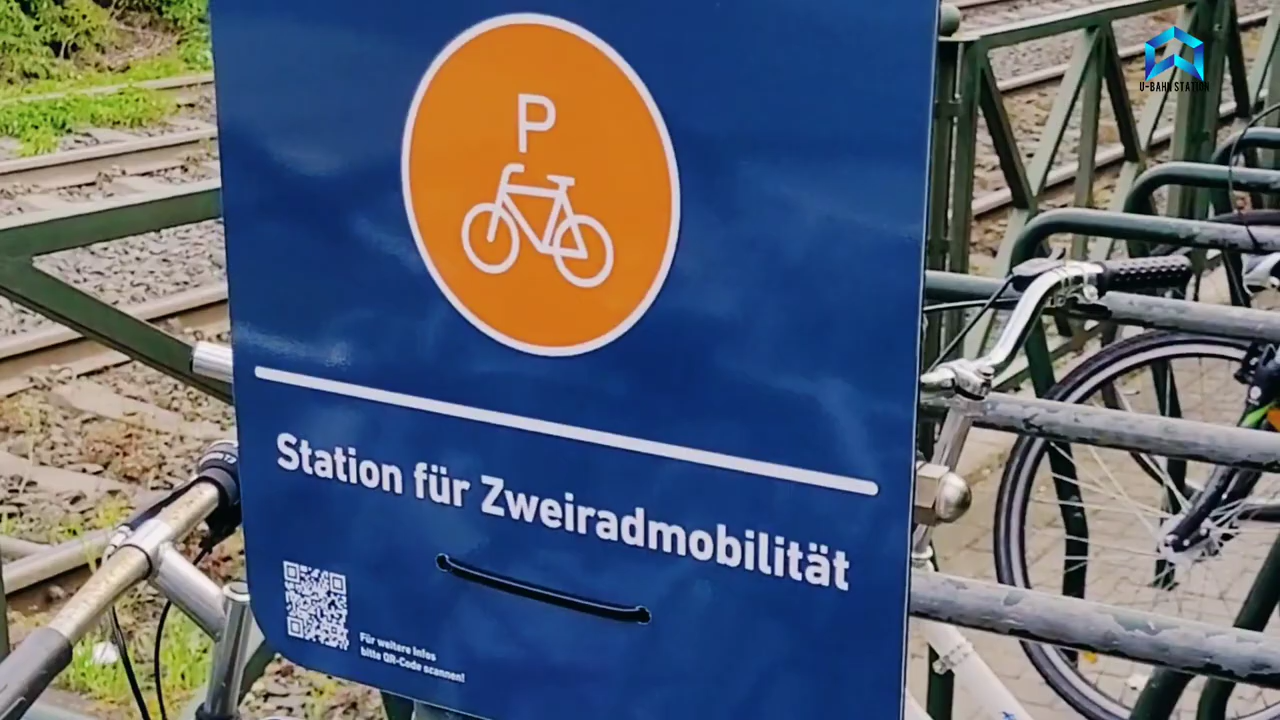 U-BAHN STATION
P
Station für Zweiradmobilität
Für weitere Infos
bitte QR-Code scannen!